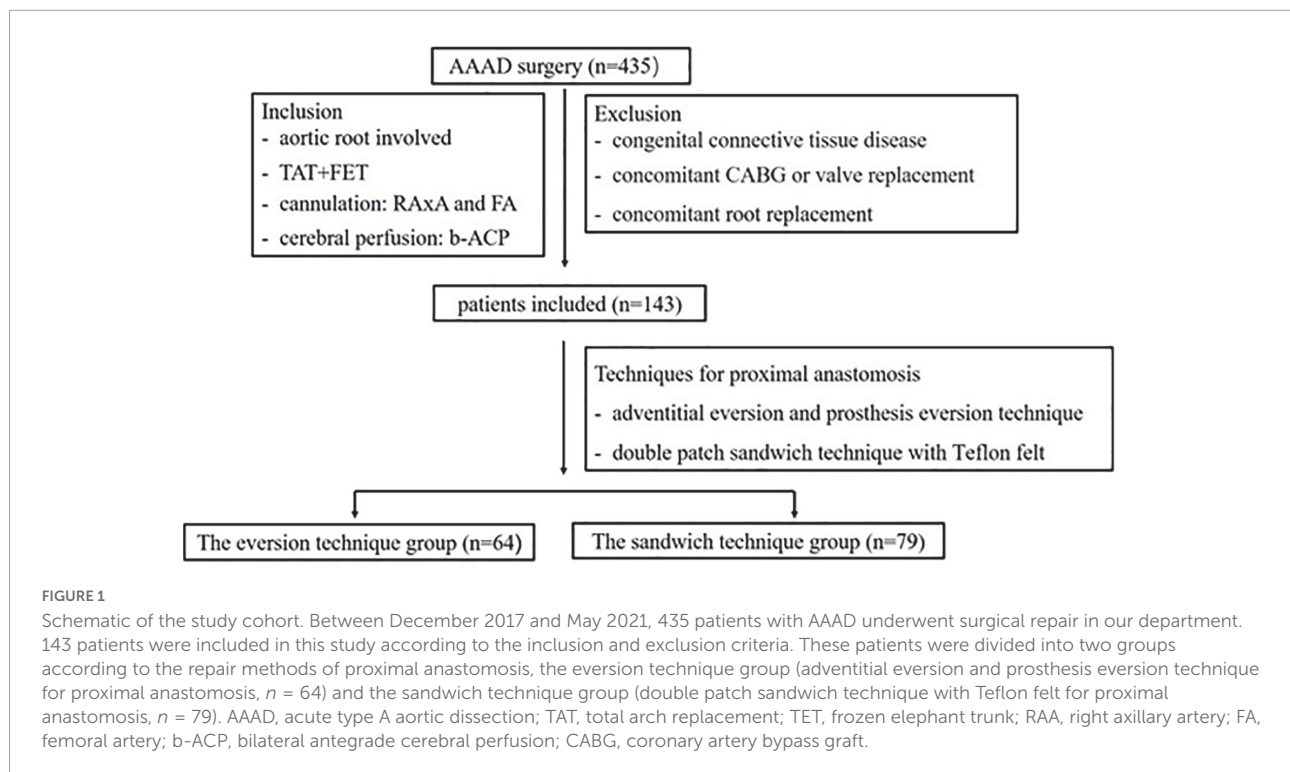 AAAD surgery (n=435)
Inclusion
- aortic root involved
- TAT+FET
- cannulation: RAxA and FA
- cerebral perfusion: b-ACP
Exclusion
- congenital connective tissue disease
- concomitant CABG or valve replacement
- concomitant root replacement
patients included (n=143)
Techniques for proximal anastomosis
- adventitial eversion and prosthesis eversion technique
- double patch sandwich technique with Teflon felt
The eversion technique group (n=64)
The sandwich technique group (n=79)
FIGURE 1
Schematic of the study cohort. Between December 2017 and May 2021, 435 patients with AAAD underwent surgical repair in our department.
143 patients were included in this study according to the inclusion and exclusion criteria. These patients were divided into two groups
according to the repair methods of proximal anastomosis, the eversion technique group (adventitial eversion and prosthesis eversion technique
for proximal anastomosis, n = 64) and the sandwich technique group (double patch sandwich technique with Teflon felt for proximal
anastomosis, n = 79). AAAD, acute type A aortic dissection; TAT, total arch replacement; TET, frozen elephant trunk; RAA, right axillary artery; FA,
femoral artery; b-ACP, bilateral antegrade cerebral perfusion; CABG, coronary artery bypass graft.